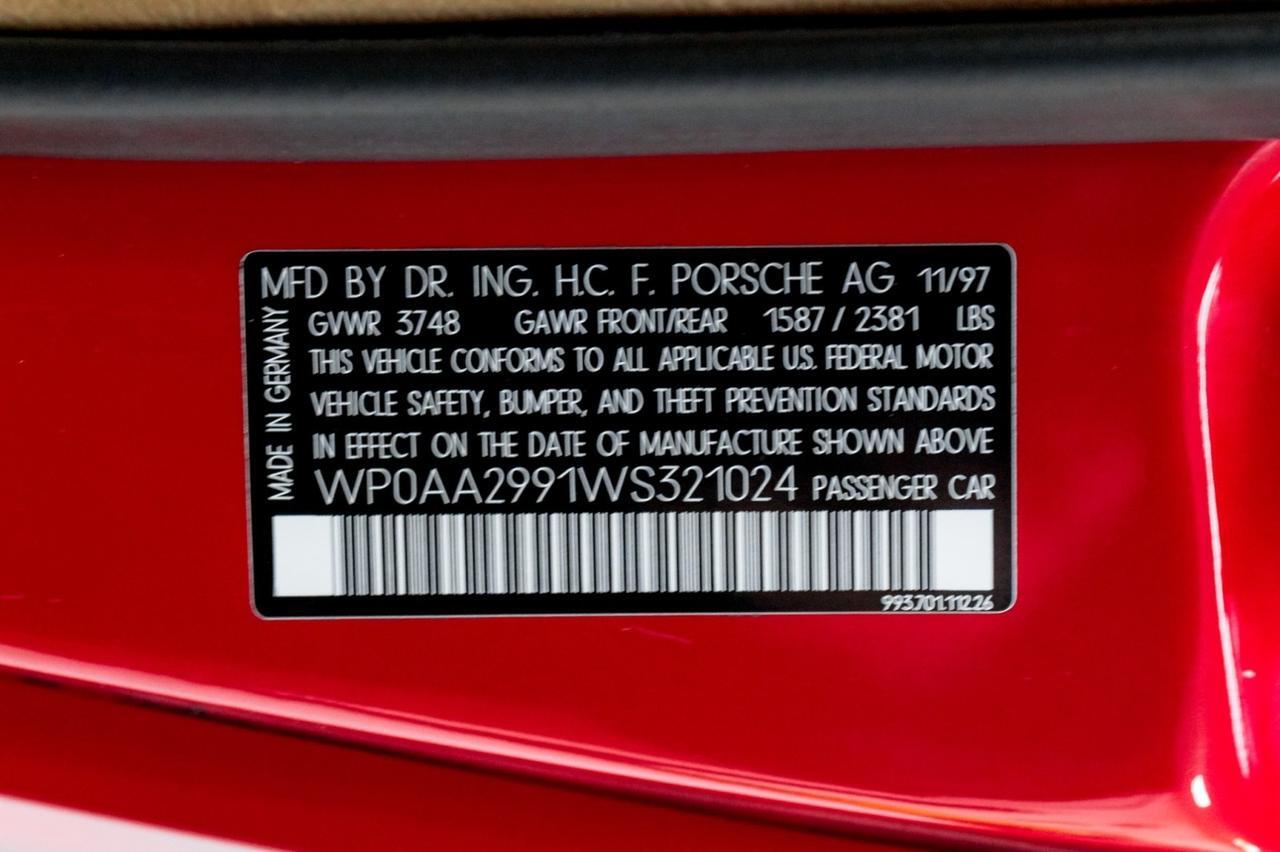 MFD BY DR. ING. H.C. F. PORSCHE AG 11/97
GVWR 3748 GAWR FRONT/REAR 1587 / 2381 LBS
THIS VEHICLE CONFORMS TO ALL APPLICABLE U.S. FEDERAL MOTOR
VEHICLE SAFETY, BUMPER, AND THEFT PREVENTION STANDARDS
IN EFFECT ON THE DATE OF MANUFACTURE SHOWN ABOVE
WP0AA2991WS321024 PASSENGER CAR
MADE IN GERMANY
993.701.112.26